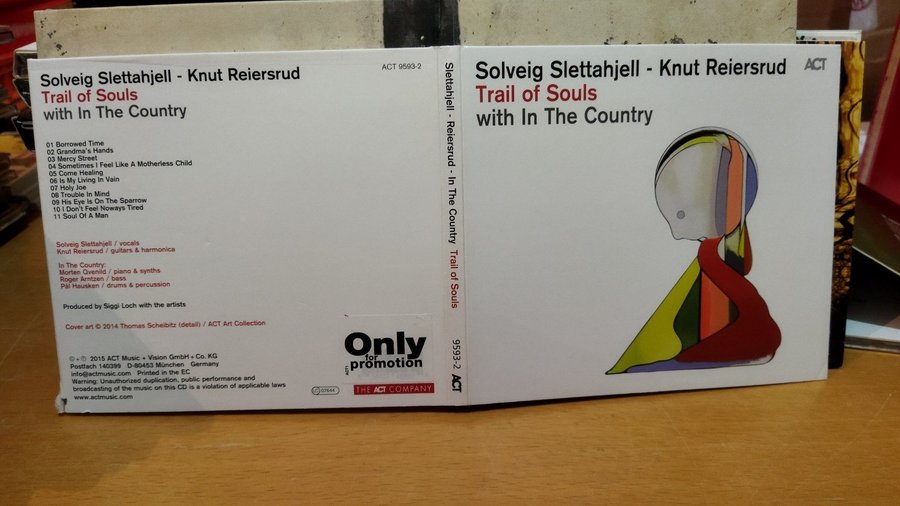 Solveig Slettahjell - Knut Reiersrud
Trail of Souls
with In The Country
ACT 9593-2
01 Borrowed Time
02 Grandma's Hands
03 Mercy Street
04 Sometimes I Feel Like A Motherless Child
05 Come Healing
06 Is My Living In Vain
07 Holy Joe
08 Trouble In Mind
09 His Eye Is On The Sparrow
10 I Don't Feel Noways Tired
11 Soul Of A Man
Solveig Slettahjell / vocals
Knut Reiersrud / guitars & harmonica
In The Country:
Morten Qvenild / piano & synths
Roger Arntzen / bass
Pål Hausken / drums & percussion
Produced by Siggi Loch with the artists
Cover art © 2014 Thomas Scheibitz (detail) / ACT Art Collection
© + ℗ 2015 ACT Music + Vision GmbH + Co. KG
Postfach 140399 D-80453 München Germany
info@actmusic.com Printed in the EC
Warning: Unauthorized duplication, public performance and
broadcasting of the music on this CD is a violation of applicable laws
www.actmusic.com
Only
for
promotion
LC 07644
THE ACT COMPANY
Slettahjell - Reiersrud - In The Country Trail of Souls 9593-2 ACT
Solveig Slettahjell - Knut Reiersrud
Trail of Souls
with In The Country
ACT